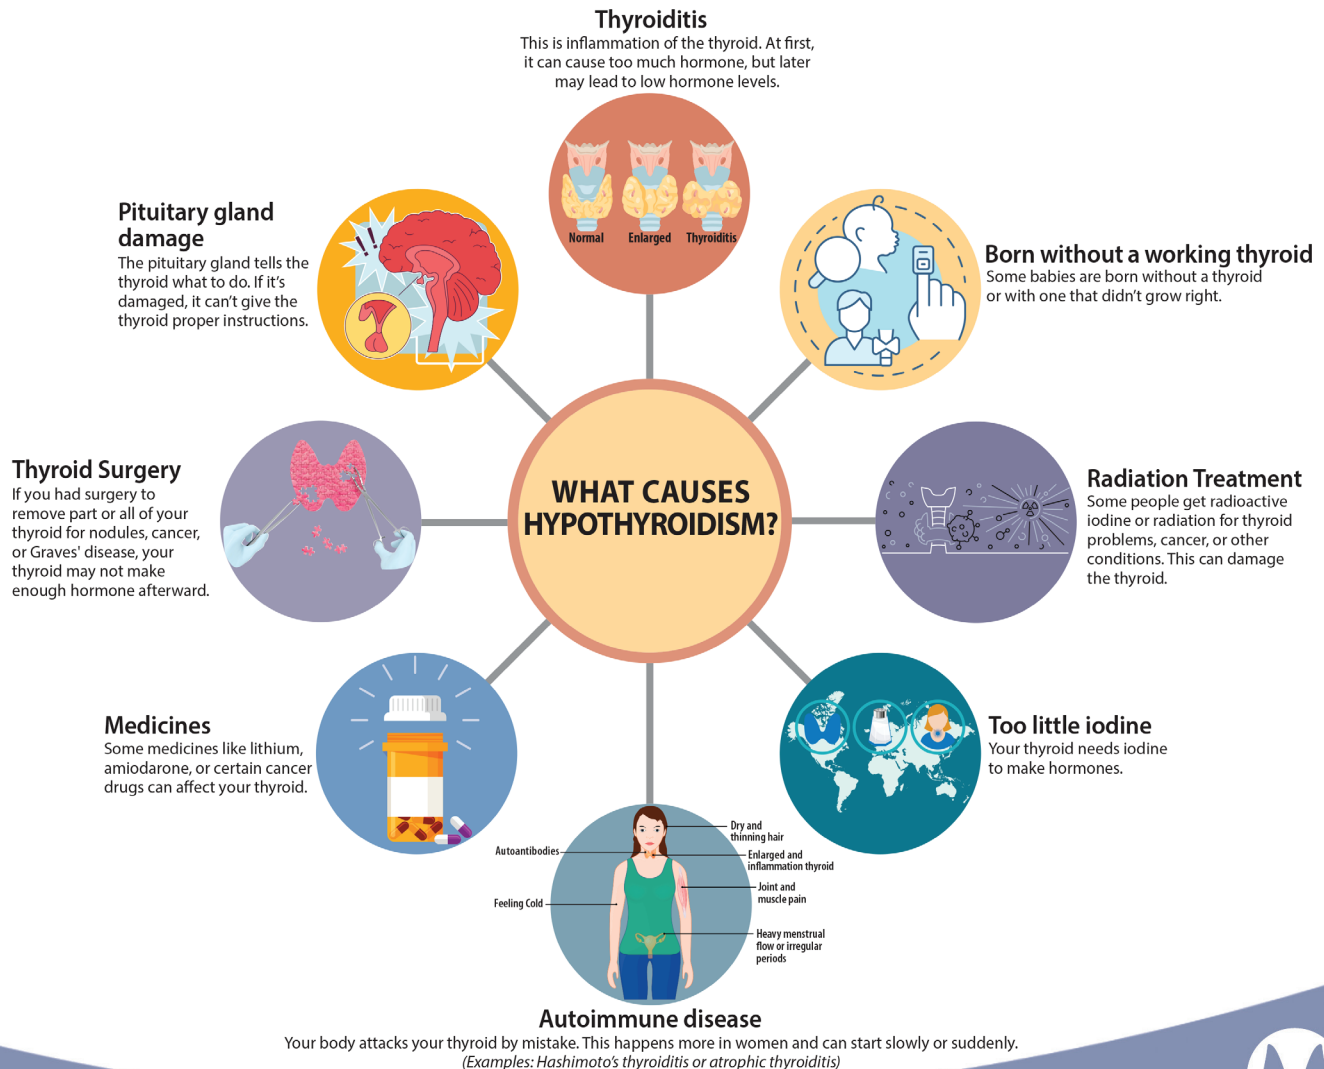 Thyroiditis
This is inflammation of the thyroid. At first,
it can cause too much hormone, but later
may lead to low hormone levels.
Normal
Enlarged
Thyroiditis
Pituitary gland
damage
The pituitary gland tells the
thyroid what to do. If it's
damaged, it can't give the
thyroid proper instructions.
!!
Born without a working thyroid
Some babies are born without a thyroid
or with one that didn't grow right.
Thyroid Surgery
If you had surgery to
remove part or all of your
thyroid for nodules, cancer,
or Graves' disease, your
thyroid may not make
enough hormone afterward.
WHAT CAUSES
HYPOTHYROIDISM?
Radiation Treatment
Some people get radioactive
iodine or radiation for thyroid
problems, cancer, or other
conditions. This can damage
the thyroid.
Medicines
Some medicines like lithium,
amiodarone, or certain cancer
drugs can affect your thyroid.
Too little iodine
Your thyroid needs iodine
to make hormones.
Autoantibodies
Feeling Cold
Dry and
thinning hair
Enlarged and
inflammation thyroid
Joint and
muscle pain
Heavy menstrual
flow or irregular
periods
Autoimmune disease
Your body attacks your thyroid by mistake. This happens more in women and can start slowly or suddenly.
(Examples: Hashimoto's thyroiditis or atrophic thyroiditis)